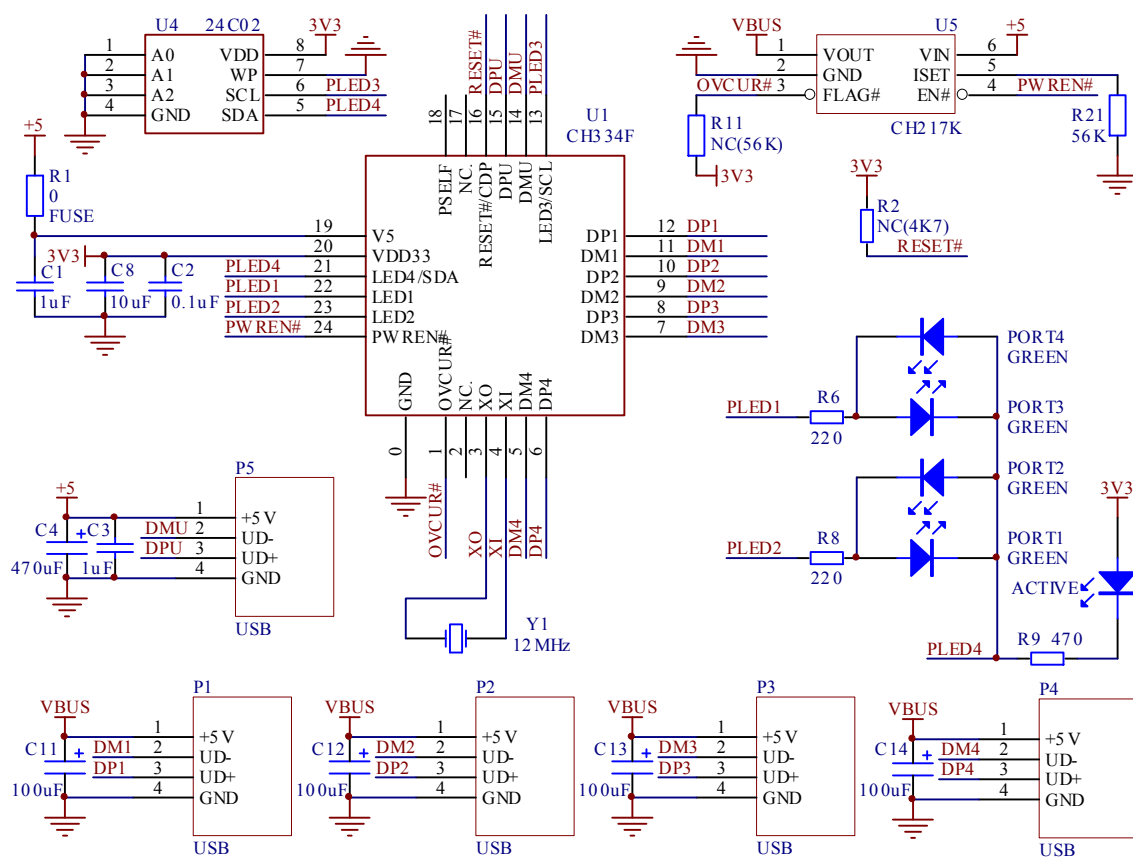 U4 24C02
1 A0 VDD 8 3V3
2 A1 WP 7
3 A2 SCL 6 PLED3
4 GND SDA 5 PLED4
+5
R1
0
FUSE
C1
1uF
3V3
C8
10uF
C2
0.1uF
U1
CH334F
RESET#
DPU
DMU
PLED3
18 PSELF
17 NC.
16 RESET#/CDP
15 DPU
14 DMU
13 LED3/SCL
19 V5
20 VDD33
PLED4 21 LED4/SDA
PLED1 22 LED1
PLED2 23 LED2
PWREN# 24 PWREN#
DP1 12 DP1
DM1 11 DM1
DP2 10 DP2
DM2 9 DM2
DP3 8 DP3
DM3 7 DM3
GND 0
OVCUR# 1 OVCUR#
NC. 2
XO 3 XO
XI 4 XI
DM4 5 DM4
DP4 6 DP4
Y1
12MHz
VBUS
U5
+5
1 VOUT VIN 6
2 GND ISET 5
OVCUR# 3 FLAG# EN# 4 PWREN#
CH217K
R11
NC(56K)
3V3
R21
56K
3V3
R2
NC(4K7)
RESET#
PORT4
GREEN
PLED1 R6
220
PORT3
GREEN
PORT2
GREEN
PLED2 R8
220
PORT1
GREEN
3V3
ACTIVE
PLED4 R9 470
P5
+5
C4 +
470uF
C3
1uF
1 +5V
DMU 2 UD-
DPU 3 UD+
4 GND
USB
P1
VBUS
C11 +
100uF
1 +5V
DM1 2 UD-
DP1 3 UD+
4 GND
USB
P2
VBUS
C12 +
100uF
1 +5V
DM2 2 UD-
DP2 3 UD+
4 GND
USB
P3
VBUS
C13 +
100uF
1 +5V
DM3 2 UD-
DP3 3 UD+
4 GND
USB
P4
VBUS
C14 +
100uF
1 +5V
DM4 2 UD-
DP4 3 UD+
4 GND
USB